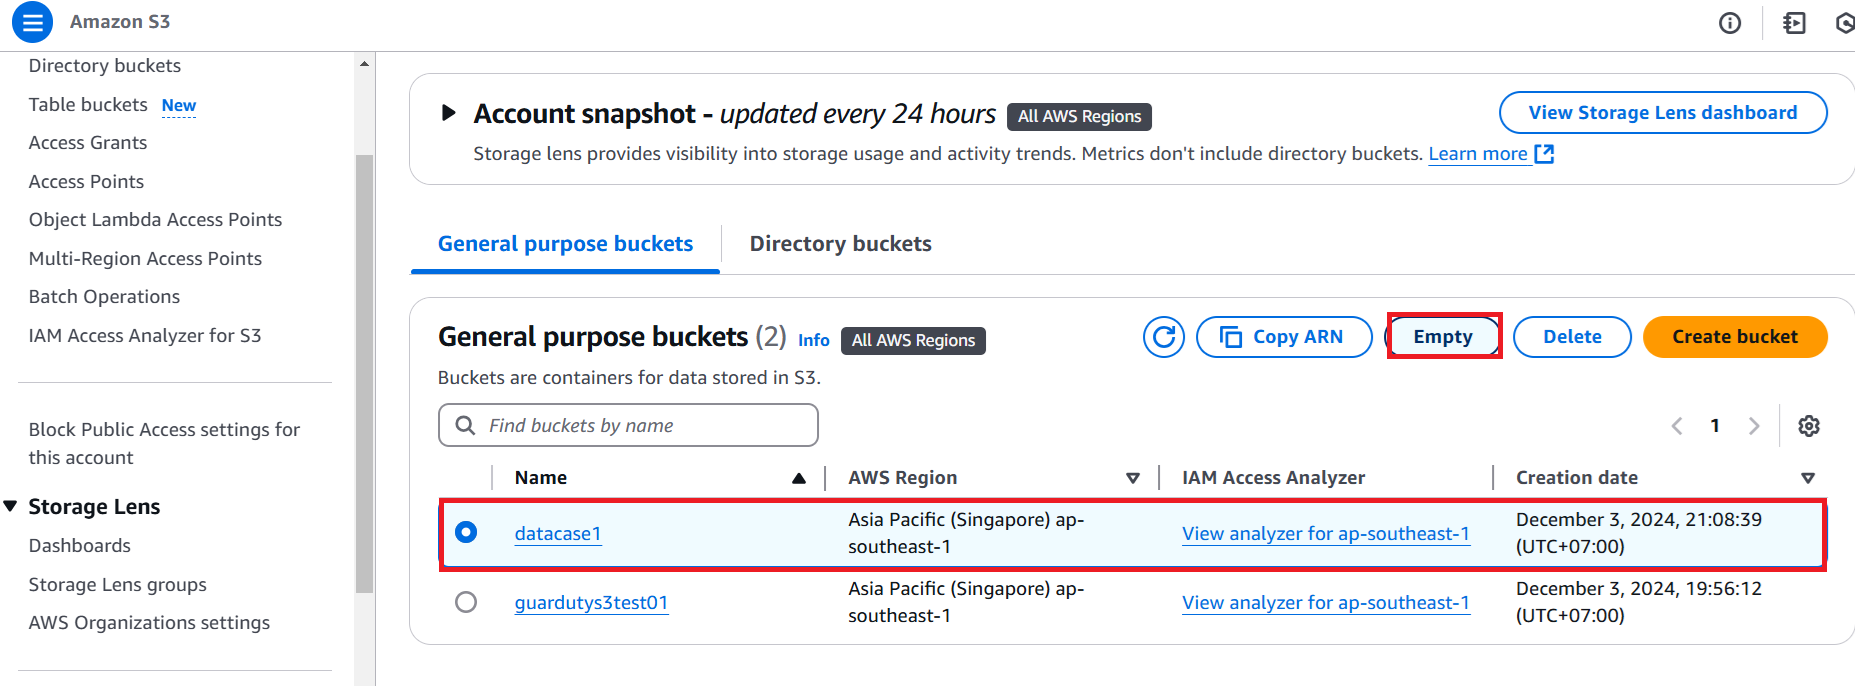 Amazon S3
Directory buckets
Table buckets New
Access Grants
Access Points
Object Lambda Access Points
Multi-Region Access Points
Batch Operations
IAM Access Analyzer for S3
Block Public Access settings for
this account
Storage Lens
Dashboards
Storage Lens groups
AWS Organizations settings
Account snapshot - updated every 24 hours All AWS Regions
View Storage Lens dashboard
Storage lens provides visibility into storage usage and activity trends. Metrics don't include directory buckets. Learn more
General purpose buckets
Directory buckets
General purpose buckets (2) Info All AWS Regions
Copy ARN
Empty
Delete
Create bucket
Buckets are containers for data stored in S3.
Find buckets by name
1
Name
AWS Region
IAM Access Analyzer
Creation date
datacase1
Asia Pacific (Singapore) ap-
southeast-1
View analyzer for ap-southeast-1
December 3, 2024, 21:08:39
(UTC+07:00)
guardutys3test01
Asia Pacific (Singapore) ap-
southeast-1
View analyzer for ap-southeast-1
December 3, 2024, 19:56:12
(UTC+07:00)